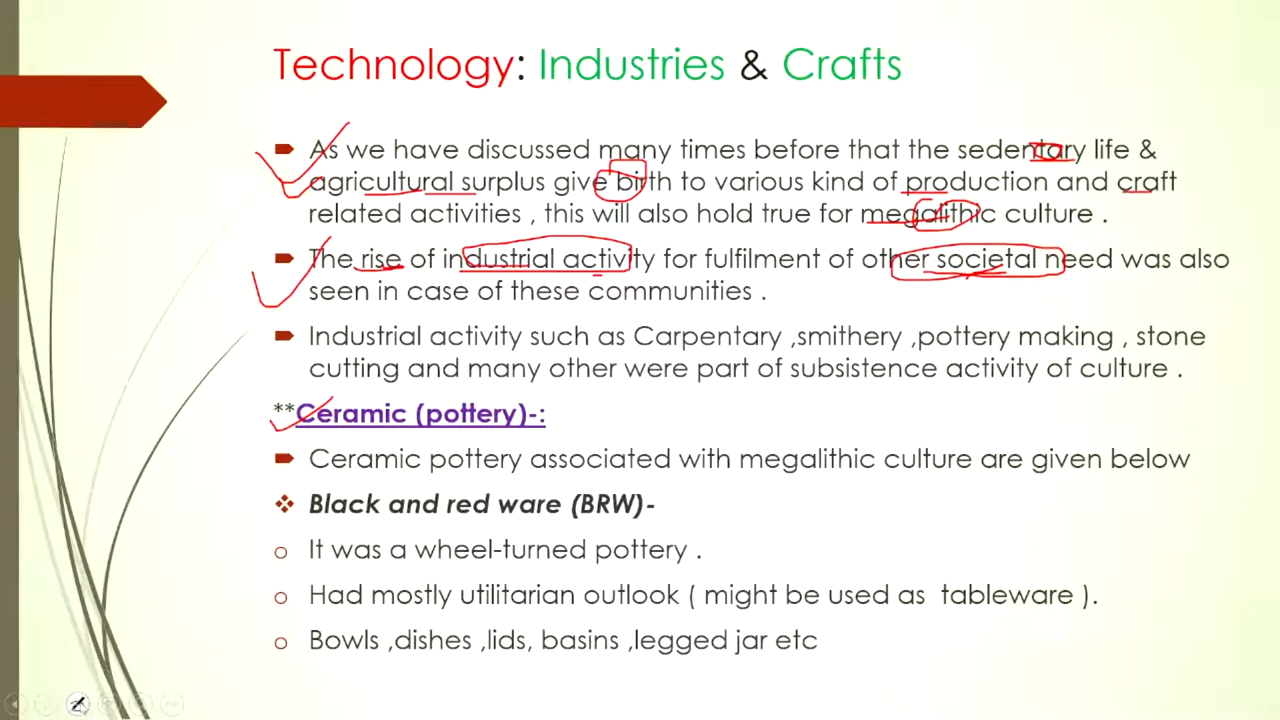 Technology: Industries & Crafts
As we have discussed many times before that the sedentary life &
agricultural surplus give birth to various kind of production and craft
related activities , this will also hold true for megalithic culture .
The rise of industrial activity for fulfilment of other societal need was also
seen in case of these communities .
Industrial activity such as Carpentary ,smithery ,pottery making , stone
cutting and many other were part of subsistence activity of culture .
**Ceramic (pottery)-:
Ceramic pottery associated with megalithic culture are given below
Black and red ware (BRW)-
It was a wheel-turned pottery .
Had mostly utilitarian outlook ( might be used as tableware ).
Bowls ,dishes ,lids, basins ,legged jar etc